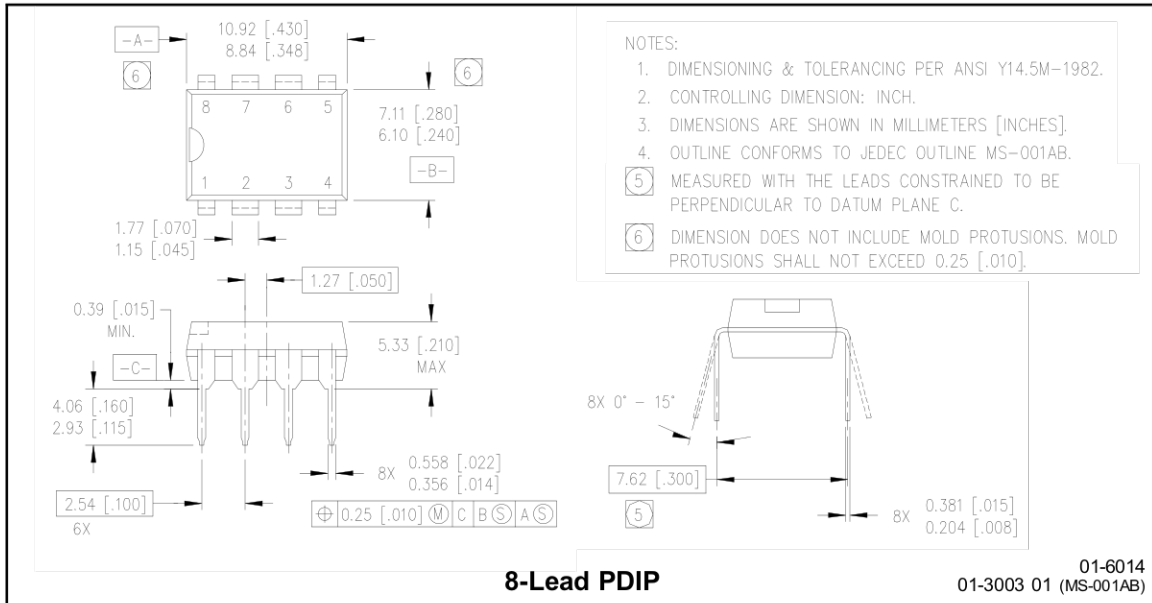 -A-
10.92 [.430]
8.84 [.348]
6
6
8 7 6 5
1 2 3 4
7.11 [.280]
6.10 [.240]
-B-
1.77 [.070]
1.15 [.045]
1.27 [.050]
0.39 [.015]
MIN.
-C-
5.33 [.210]
MAX
4.06 [.160]
2.93 [.115]
8X 0.558 [.022]
0.356 [.014]
2.54 [.100]
6X
⌖ 0.25 [.010] Ⓜ C B Ⓢ A Ⓢ
NOTES:
1. DIMENSIONING & TOLERANCING PER ANSI Y14.5M-1982.
2. CONTROLLING DIMENSION: INCH.
3. DIMENSIONS ARE SHOWN IN MILLIMETERS [INCHES].
4. OUTLINE CONFORMS TO JEDEC OUTLINE MS-001AB.
5 MEASURED WITH THE LEADS CONSTRAINED TO BE
PERPENDICULAR TO DATUM PLANE C.
6 DIMENSION DOES NOT INCLUDE MOLD PROTUSIONS. MOLD
PROTUSIONS SHALL NOT EXCEED 0.25 [.010].
8X 0° - 15°
7.62 [.300]
5
8X 0.381 [.015]
0.204 [.008]
8-Lead PDIP
01-6014
01-3003 01 (MS-001AB)